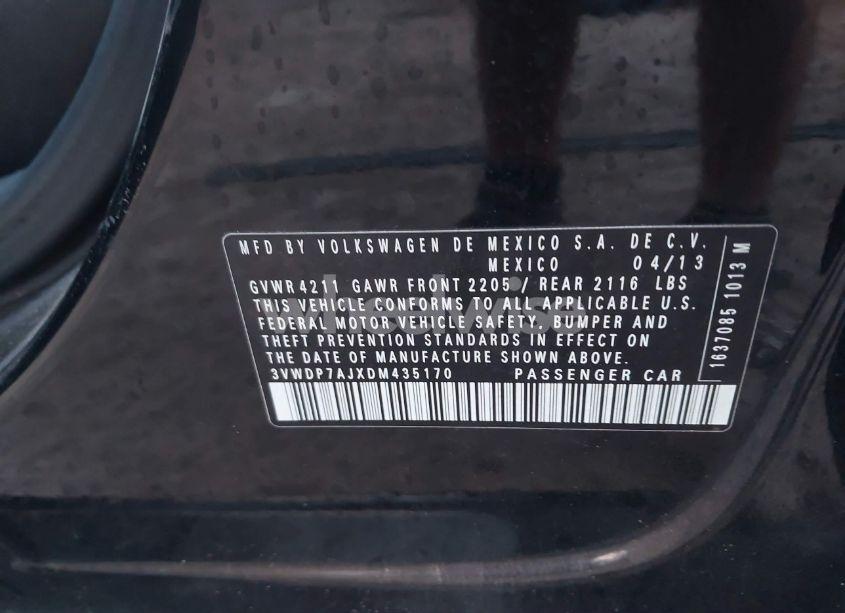 MFD BY VOLKSWAGEN DE MEXICO S.A. DE C.V.
MEXICO 04/13
GVWR 4211 GAWR FRONT 2205 / REAR 2116 LBS
THIS VEHICLE CONFORMS TO ALL APPLICABLE U.S.
FEDERAL MOTOR VEHICLE SAFETY, BUMPER AND
THEFT PREVENTION STANDARDS IN EFFECT ON
THE DATE OF MANUFACTURE SHOWN ABOVE.
3VWDP7AJXDM435170 PASSENGER CAR
1637085 1013 M